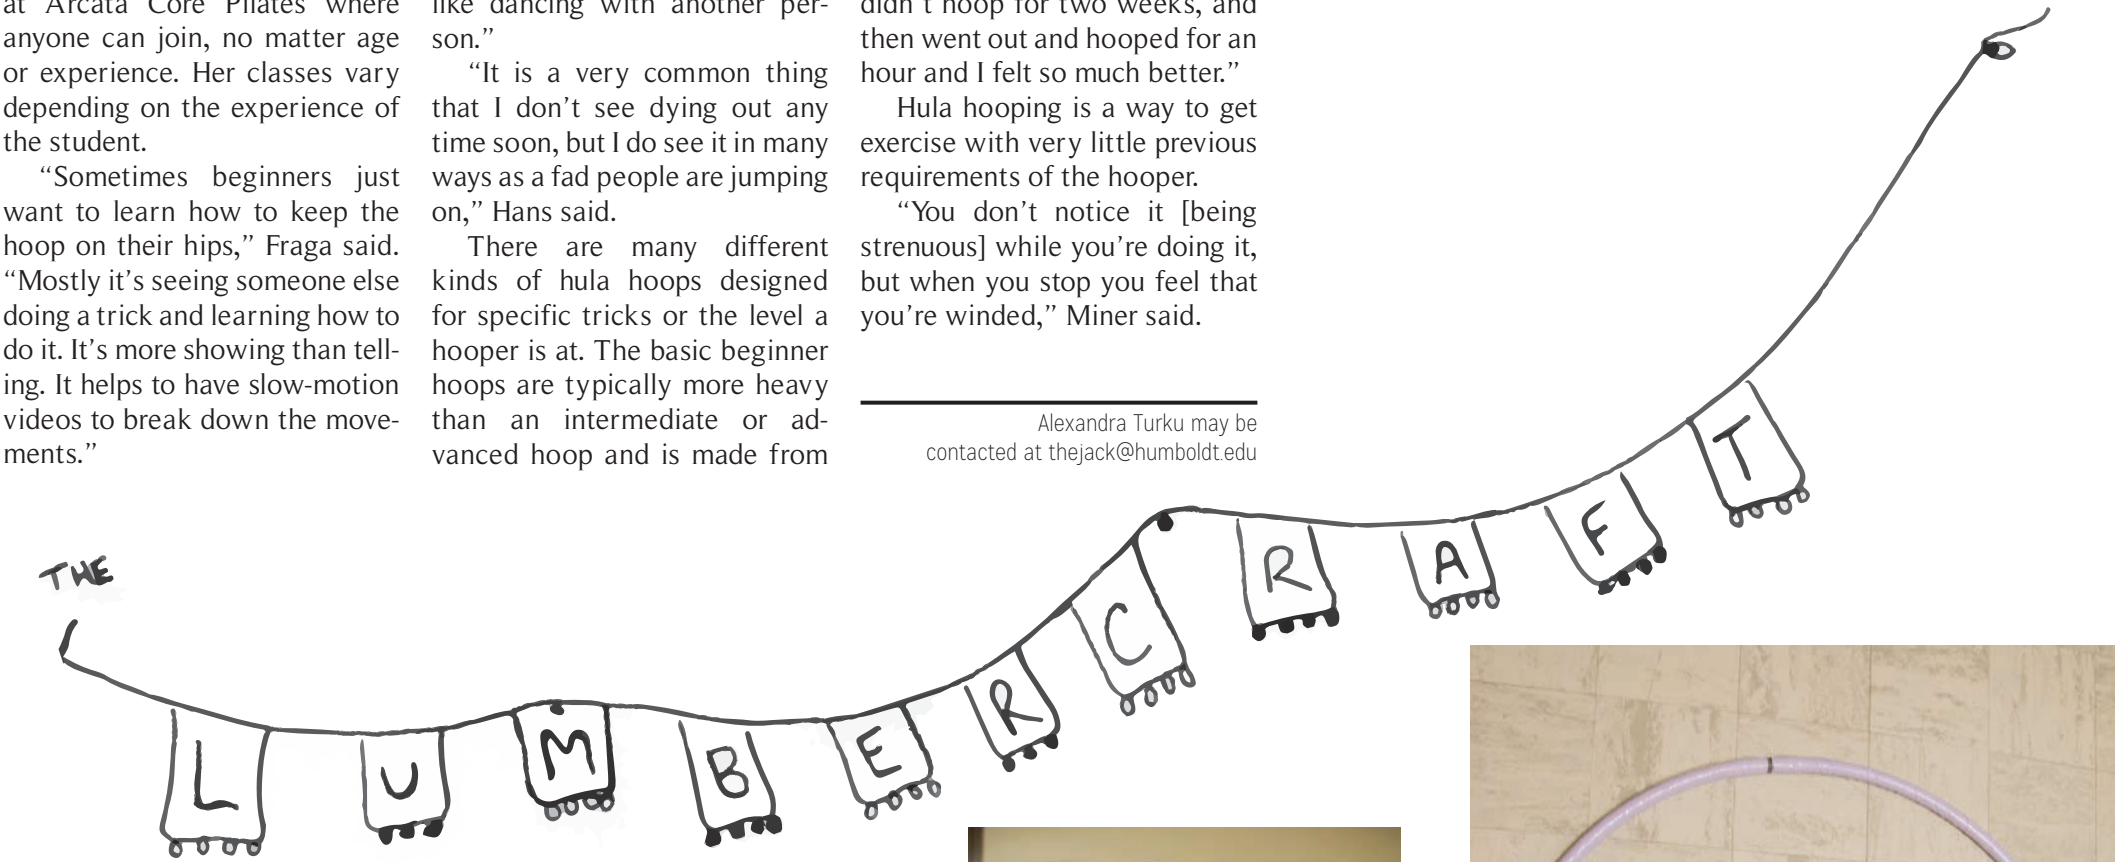 at Arcata Core Pilates where
anyone can join, no matter age
or experience. Her classes vary
depending on the experience of
the student.
“Sometimes beginners just
want to learn how to keep the
hoop on their hips,” Fraga said.
“Mostly it’s seeing someone else
doing a trick and learning how to
do it. It’s more showing than tell-
ing. It helps to have slow-motion
videos to break down the move-
ments.”
like dancing with another per-
son.”
“It is a very common thing
that I don’t see dying out any
time soon, but I do see it in many
ways as a fad people are jumping
on,” Hans said.
There are many different
kinds of hula hoops designed
for specific tricks or the level a
hooper is at. The basic beginner
hoops are typically more heavy
than an intermediate or ad-
vanced hoop and is made from
didn’t hoop for two weeks, and
then went out and hooped for an
hour and I felt so much better.”
Hula hooping is a way to get
exercise with very little previous
requirements of the hooper.
“You don’t notice it [being
strenuous] while you’re doing it,
but when you stop you feel that
you’re winded,” Miner said.
Alexandra Turku may be
contacted at thejack@humboldt.edu
THE
LUMBERCRAFT